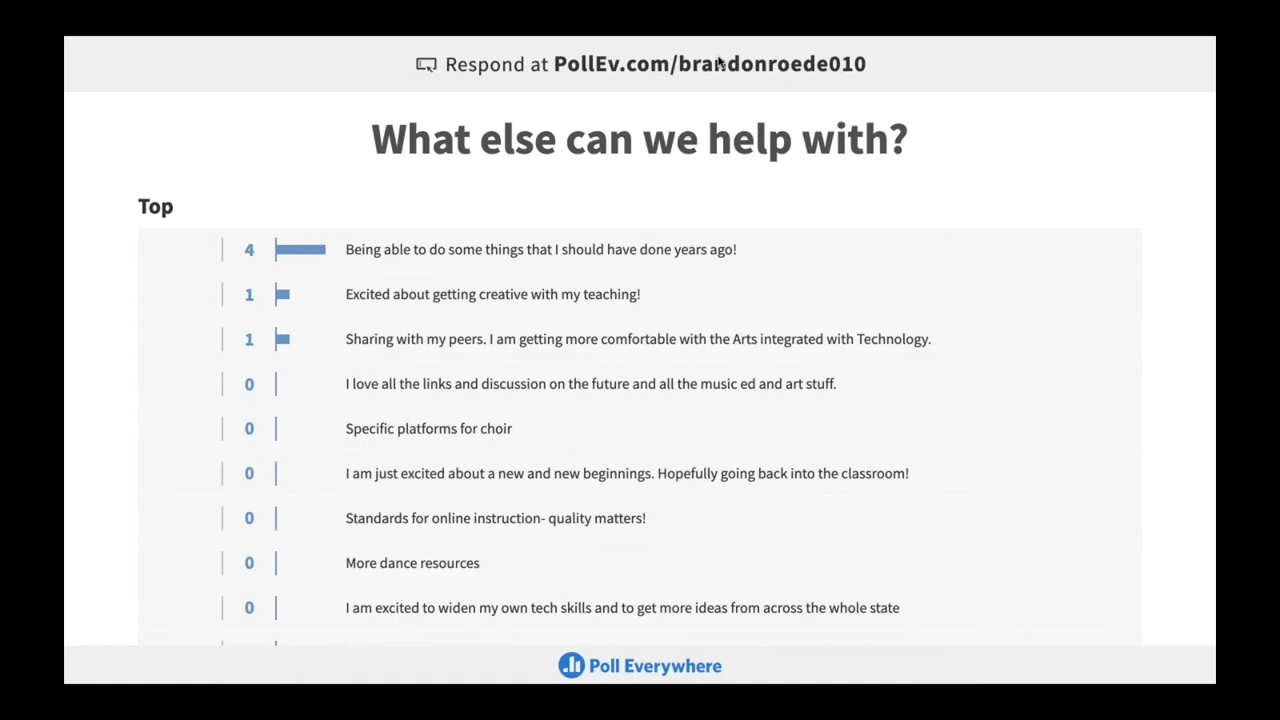 Respond at PollEv.com/brandonroede010
What else can we help with?
Top
4 Being able to do some things that I should have done years ago!
1 Excited about getting creative with my teaching!
1 Sharing with my peers. I am getting more comfortable with the Arts integrated with Technology.
0 I love all the links and discussion on the future and all the music ed and art stuff.
0 Specific platforms for choir
0 I am just excited about a new and new beginnings. Hopefully going back into the classroom!
0 Standards for online instruction- quality matters!
0 More dance resources
0 I am excited to widen my own tech skills and to get more ideas from across the whole state
Poll Everywhere